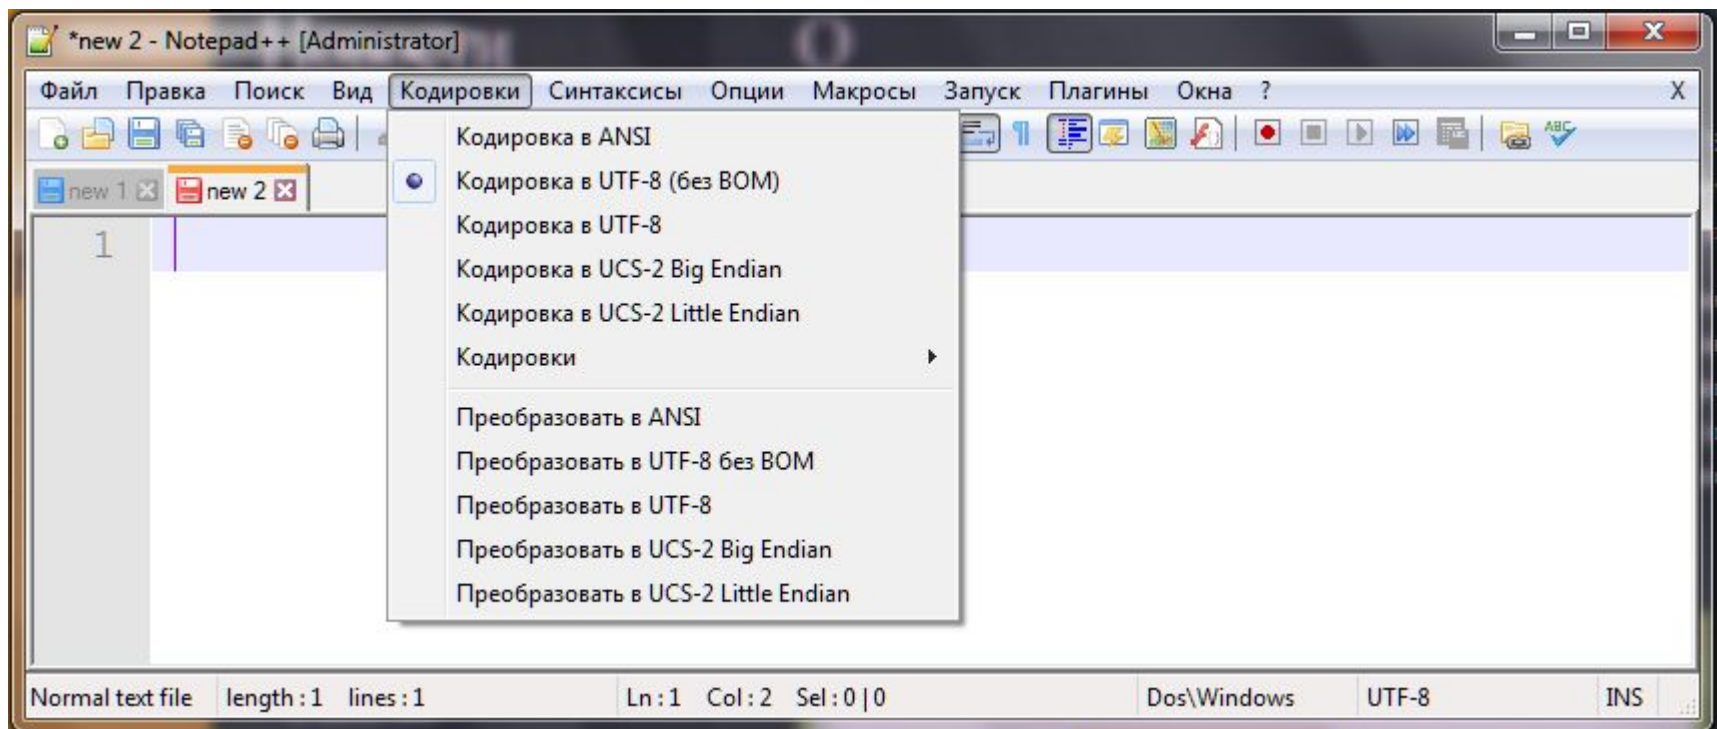 *new 2 - Notepad++ [Administrator]
Файл Правка Поиск Вид Кодировки Синтаксисы Опции Макросы Запуск Плагины Окна ? X
ABC
new 1 new 2
1
Кодировка в ANSI
Кодировка в UTF-8 (без BOM)
Кодировка в UTF-8
Кодировка в UCS-2 Big Endian
Кодировка в UCS-2 Little Endian
Кодировки
Преобразовать в ANSI
Преобразовать в UTF-8 без BOM
Преобразовать в UTF-8
Преобразовать в UCS-2 Big Endian
Преобразовать в UCS-2 Little Endian
Normal text file length : 1 lines : 1 Ln : 1 Col : 2 Sel : 0 | 0 Dos\Windows UTF-8 INS